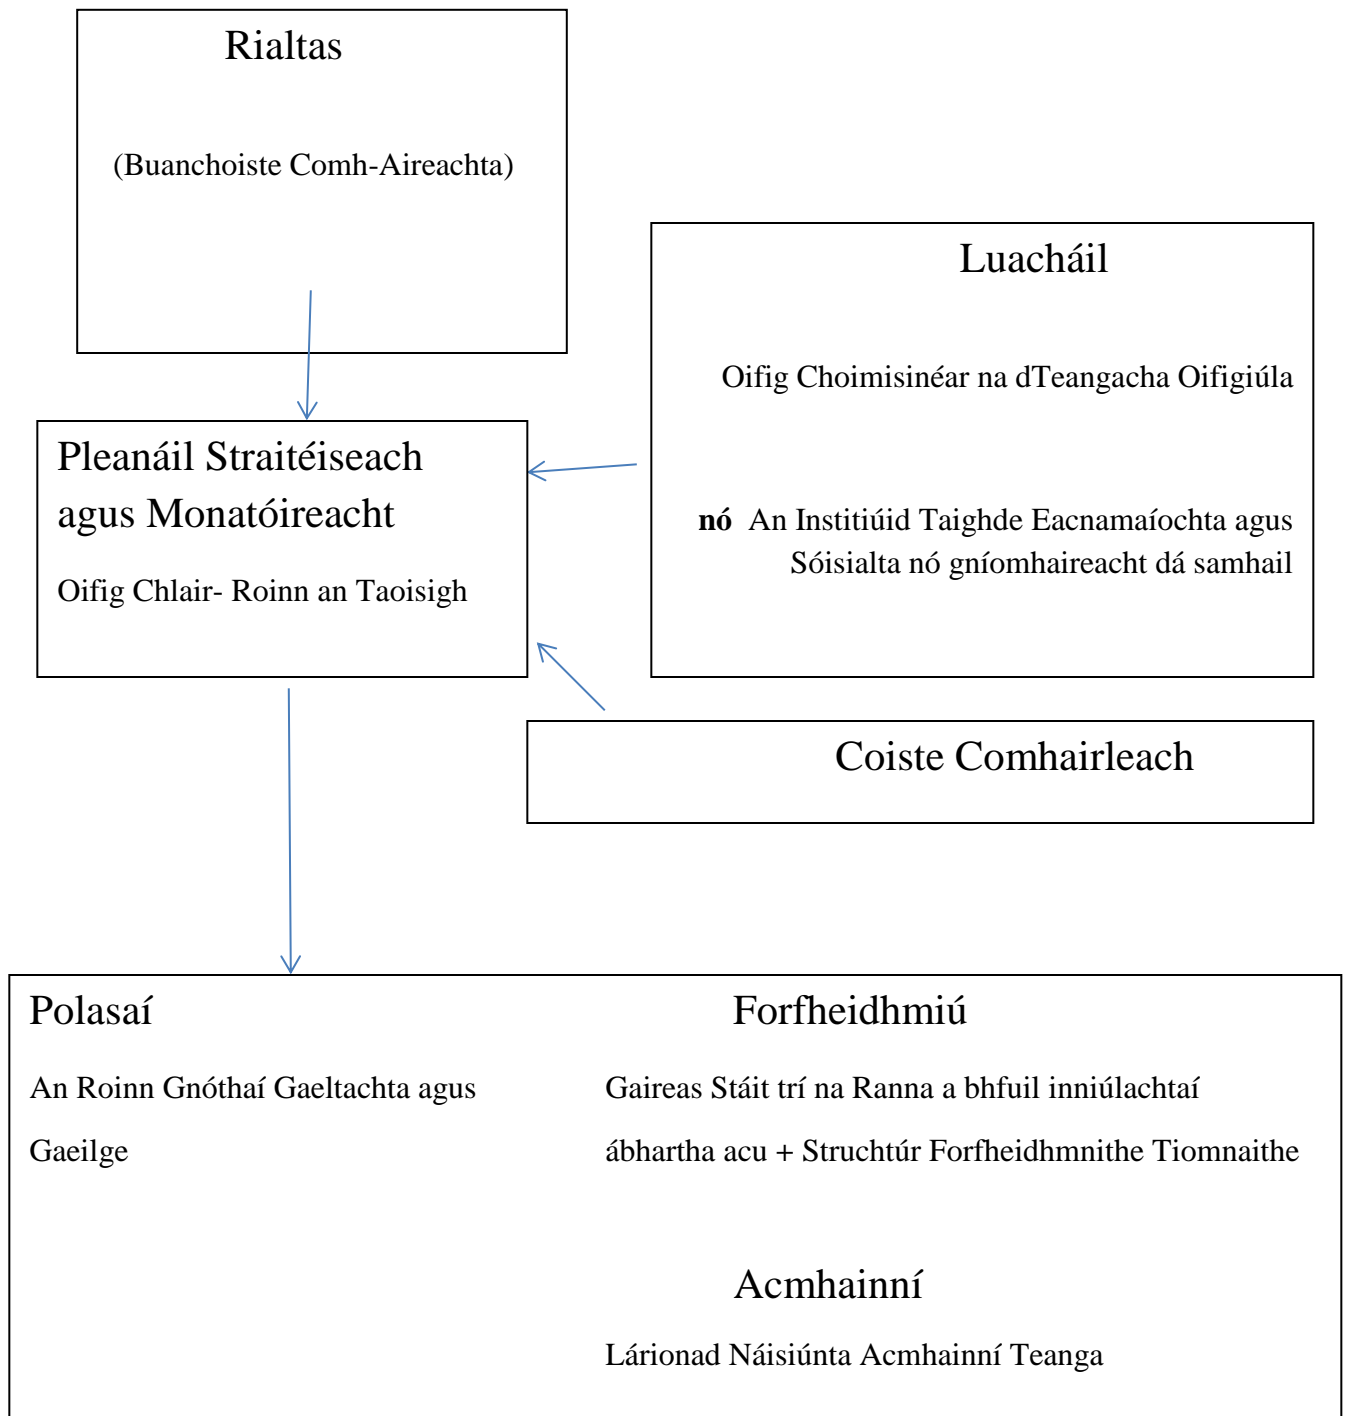 Rialtas
(Buanchoiste Comh-Aireachta)
Luacháil
Oifig Choimisinéar na dTeangacha Oifigiúla
nó An Institiúid Taighde Eacnamaíochta agus
Sóisialta nó gníomhaireacht dá samhail
Pleanáil Straitéiseach
agus Monatóireacht
Oifig Chlair- Roinn an Taoisigh
Coiste Comhairleach
Polasaí
An Roinn Gnóthaí Gaeltachta agus
Gaeilge
Forfheidhmiú
Gaireas Stáit trí na Ranna a bhfuil inniúlachtaí
ábhartha acu + Struchtúr Forfheidhmnithe Tiomnaithe
Acmhainní
Lárionad Náisiúnta Acmhainní Teanga